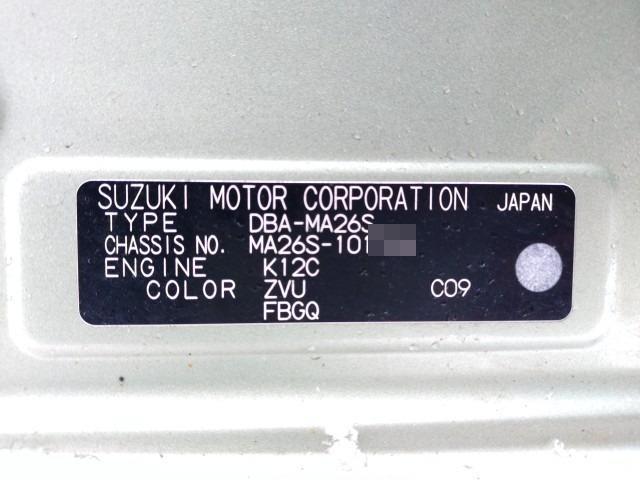 SUZUKI MOTOR CORPORATION JAPAN
TYPE DBA-MA26S
CHASSIS NO. MA26S-101
ENGINE K12C
COLOR ZVU C09
FBGQ